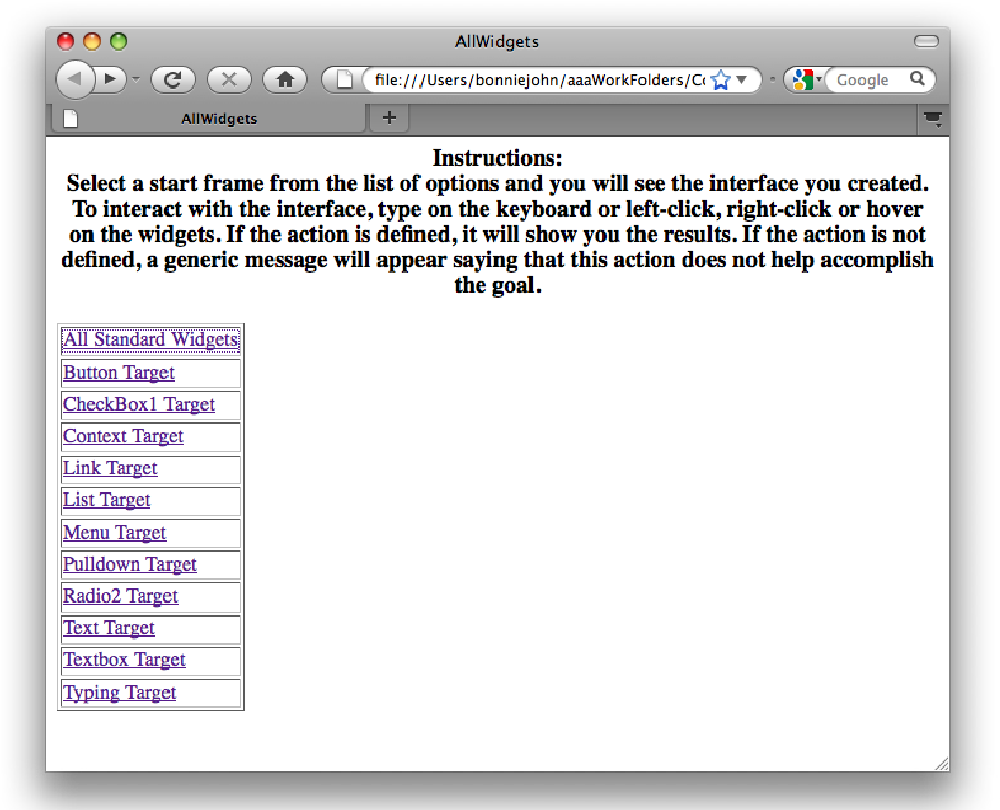 AllWidgets
file:///Users/bonniejohn/aaaWorkFolders/Co
Google
AllWidgets
Instructions:
Select a start frame from the list of options and you will see the interface you created.
To interact with the interface, type on the keyboard or left-click, right-click or hover
on the widgets. If the action is defined, it will show you the results. If the action is not
defined, a generic message will appear saying that this action does not help accomplish
the goal.
All Standard Widgets
Button Target
CheckBox1 Target
Context Target
Link Target
List Target
Menu Target
Pulldown Target
Radio2 Target
Text Target
Textbox Target
Typing Target